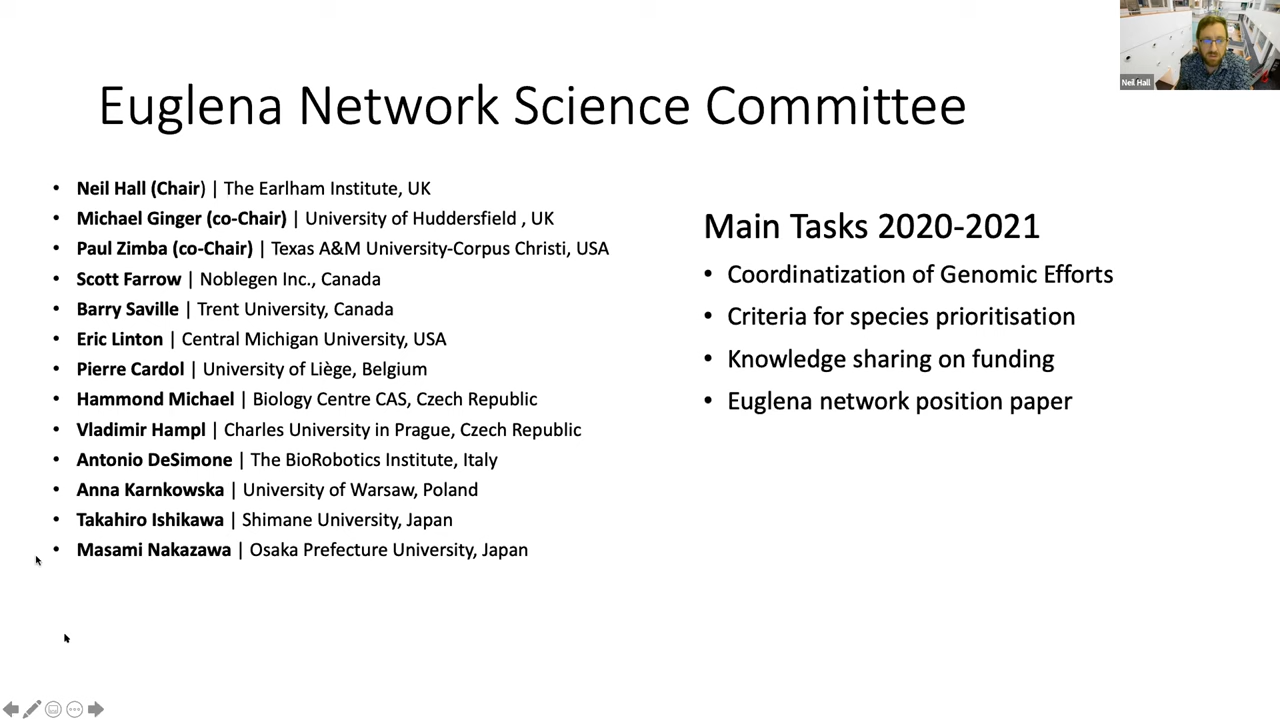 Neil Hall
Euglena Network Science Committee
• Neil Hall (Chair) | The Earlham Institute, UK
• Michael Ginger (co-Chair) | University of Huddersfield , UK
• Paul Zimba (co-Chair) | Texas A&M University-Corpus Christi, USA
• Scott Farrow | Noblegen Inc., Canada
• Barry Saville | Trent University, Canada
• Eric Linton | Central Michigan University, USA
• Pierre Cardol | University of Liège, Belgium
• Hammond Michael | Biology Centre CAS, Czech Republic
• Vladimir Hampl | Charles University in Prague, Czech Republic
• Antonio DeSimone | The BioRobotics Institute, Italy
• Anna Karnkowska | University of Warsaw, Poland
• Takahiro Ishikawa | Shimane University, Japan
• Masami Nakazawa | Osaka Prefecture University, Japan
Main Tasks 2020-2021
• Coordinatization of Genomic Efforts
• Criteria for species prioritisation
• Knowledge sharing on funding
• Euglena network position paper